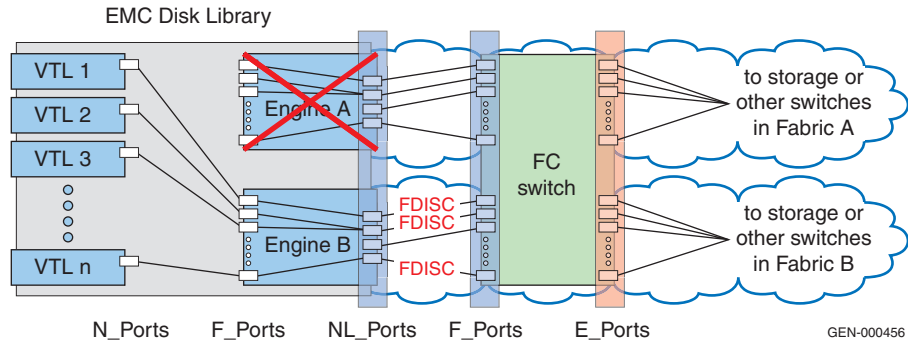 EMC Disk Library
VTL 1
VTL 2
VTL 3
VTL n
Engine A
Engine B
FDISC
FDISC
FDISC
FC
switch
to storage or
other switches
in Fabric A
to storage or
other switches
in Fabric B
N_Ports
F_Ports
NL_Ports
F_Ports
E_Ports
GEN-000456